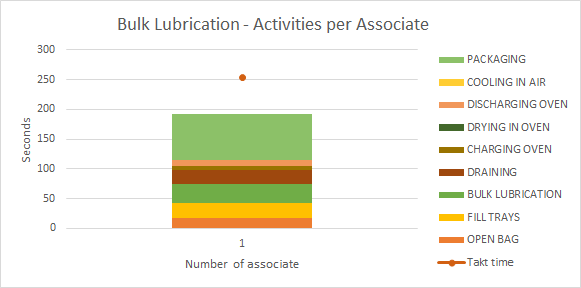 Bulk Lubrication - Activities per Associate
300
250
200
150
100
50
0
Seconds
1
Number of associate
PACKAGING
COOLING IN AIR
DISCHARGING OVEN
DRYING IN OVEN
CHARGING OVEN
DRAINING
BULK LUBRICATION
FILL TRAYS
OPEN BAG
Takt time